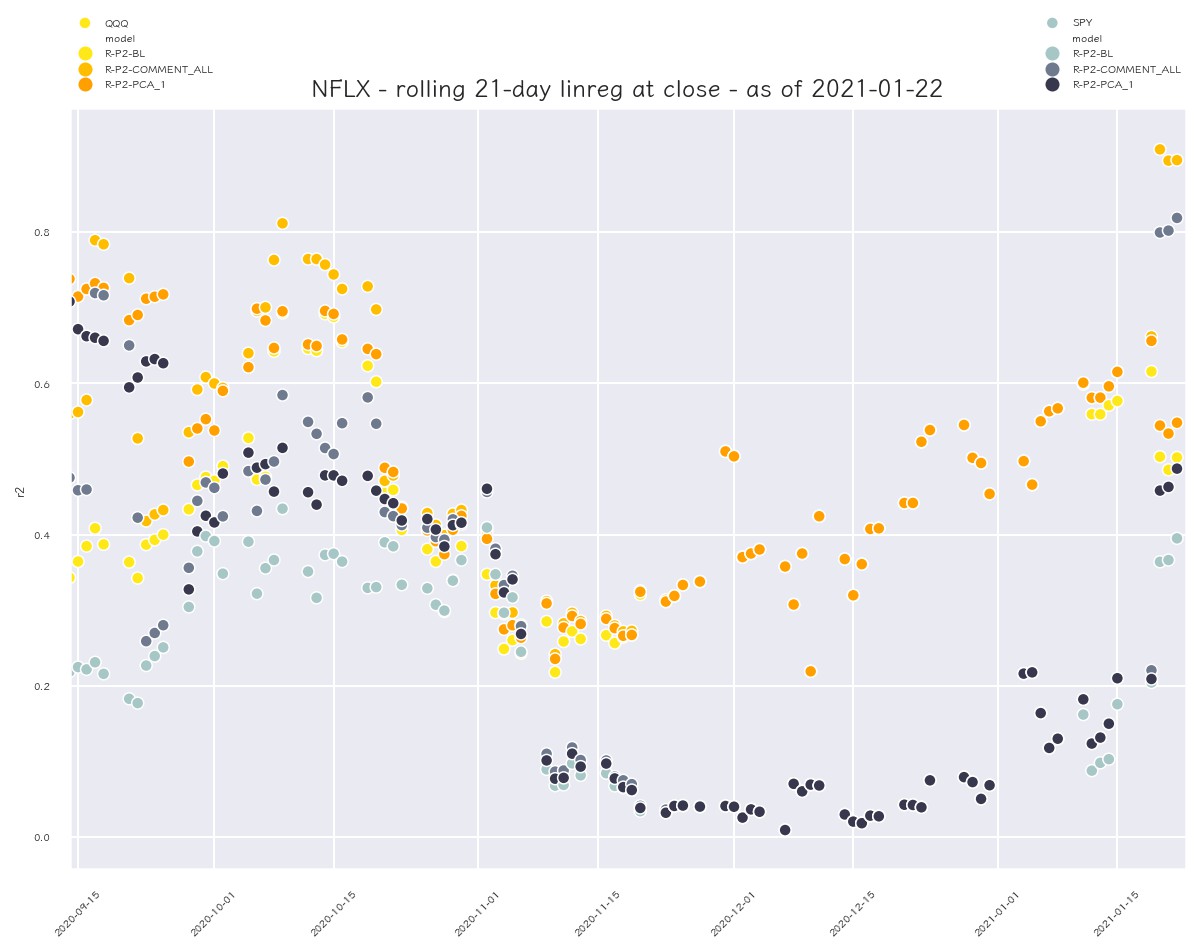 QQQ
model
R-P2-BL
R-P2-COMMENT_ALL
R-P2-PCA_1
SPY
model
R-P2-BL
R-P2-COMMENT_ALL
R-P2-PCA_1
NFLX - rolling 21-day linreg at close - as of 2021-01-22
0.8
0.6
r2
0.4
0.2
0.0
2020-09-15
2020-10-01
2020-10-15
2020-11-01
2020-11-15
2020-12-01
2020-12-15
2021-01-01
2021-01-15